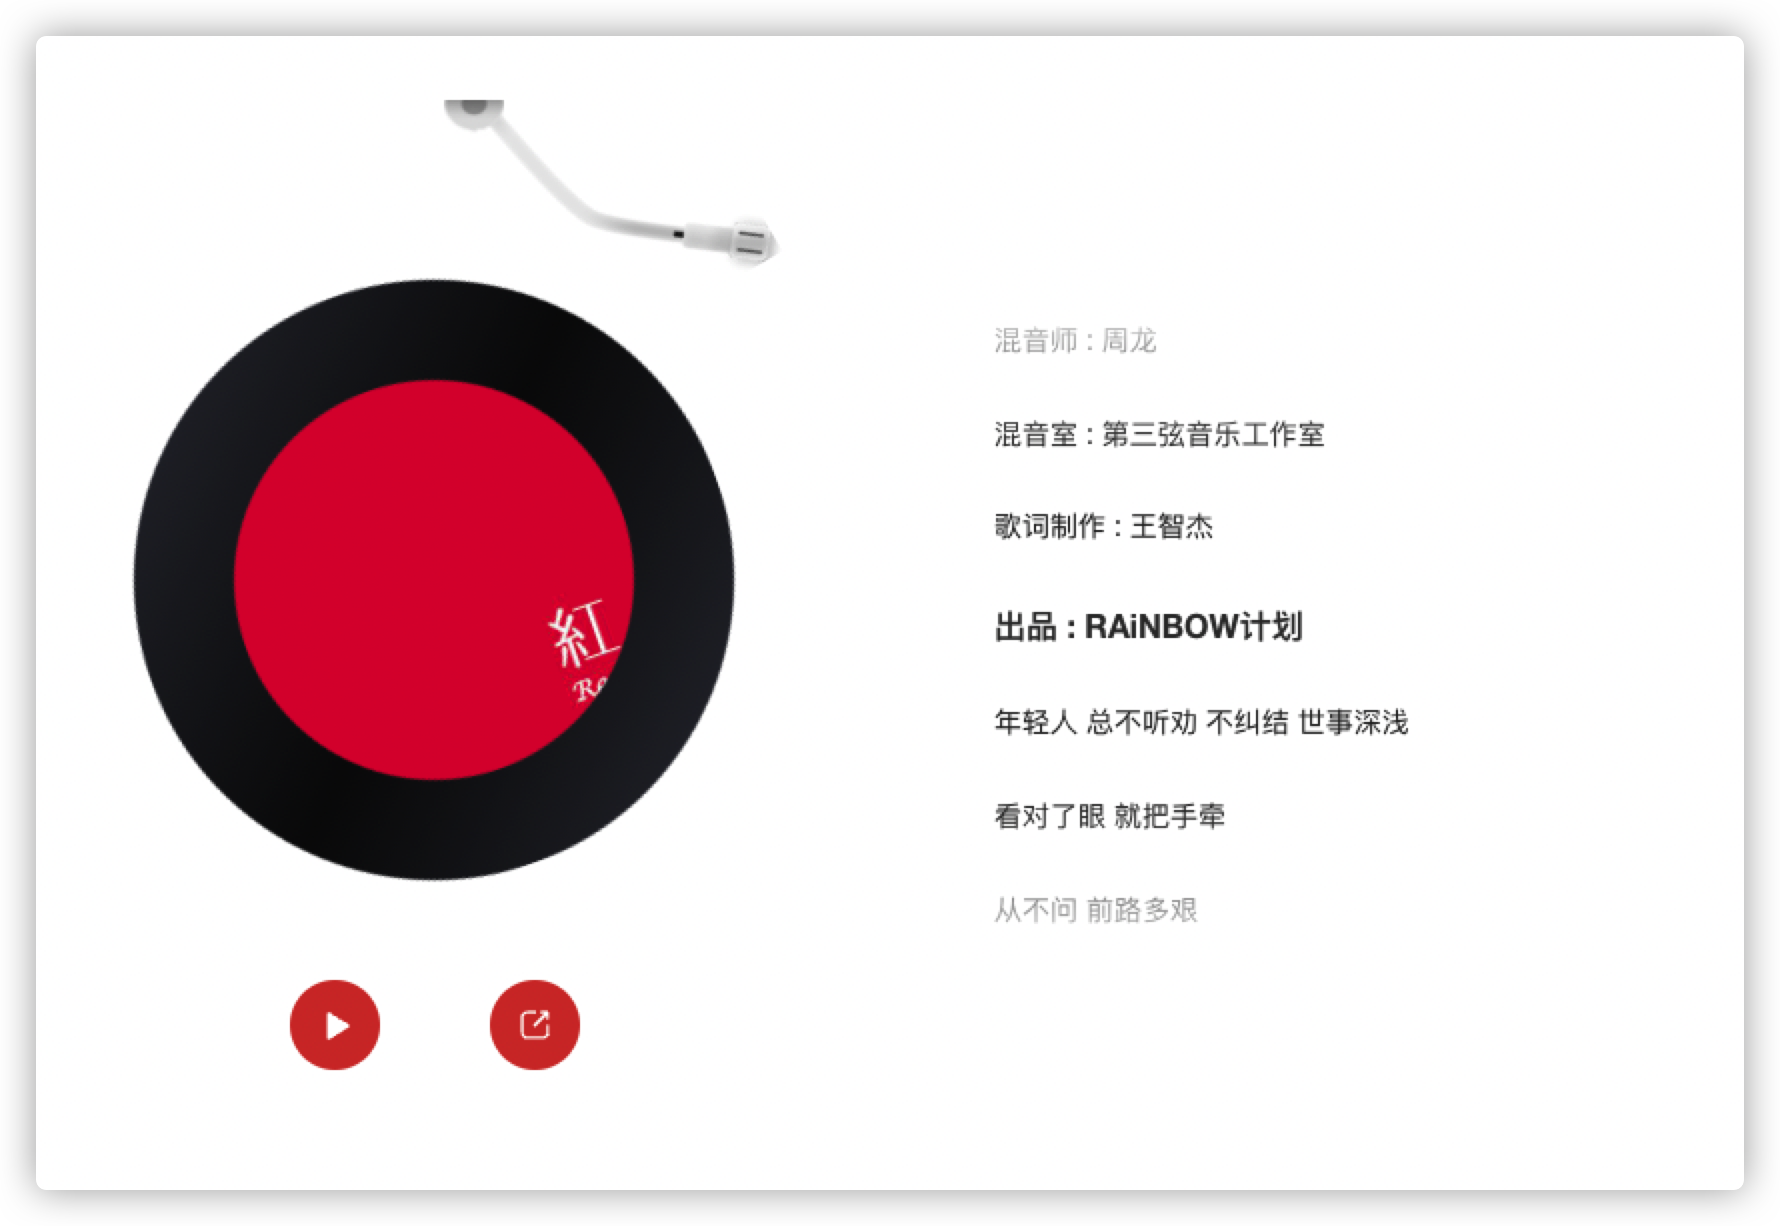 混音师 : 周龙
混音室 : 第三弦音乐工作室
歌词制作 : 王智杰
出品 : RAiNBOW计划
年轻人 总不听劝 不纠结 世事深浅
看对了眼 就把手牵
从不问 前路多艰
紅